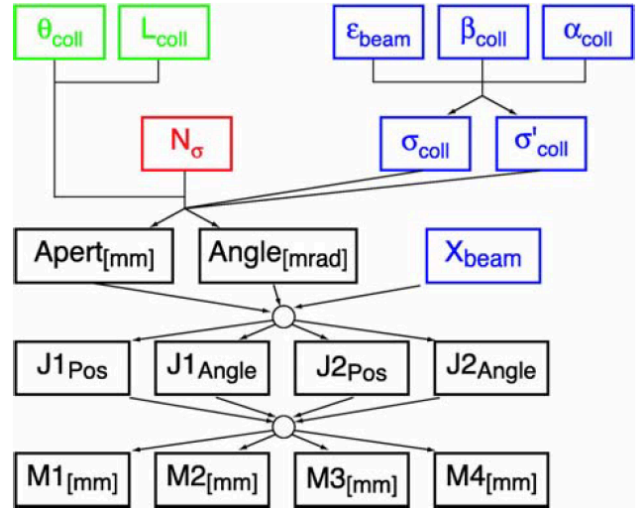 θcoll Lcoll εbeam βcoll αcoll
Nσ σcoll σ'coll
Apert[mm] Angle[mrad] Xbeam
J1Pos J1Angle J2Pos J2Angle
M1[mm] M2[mm] M3[mm] M4[mm]